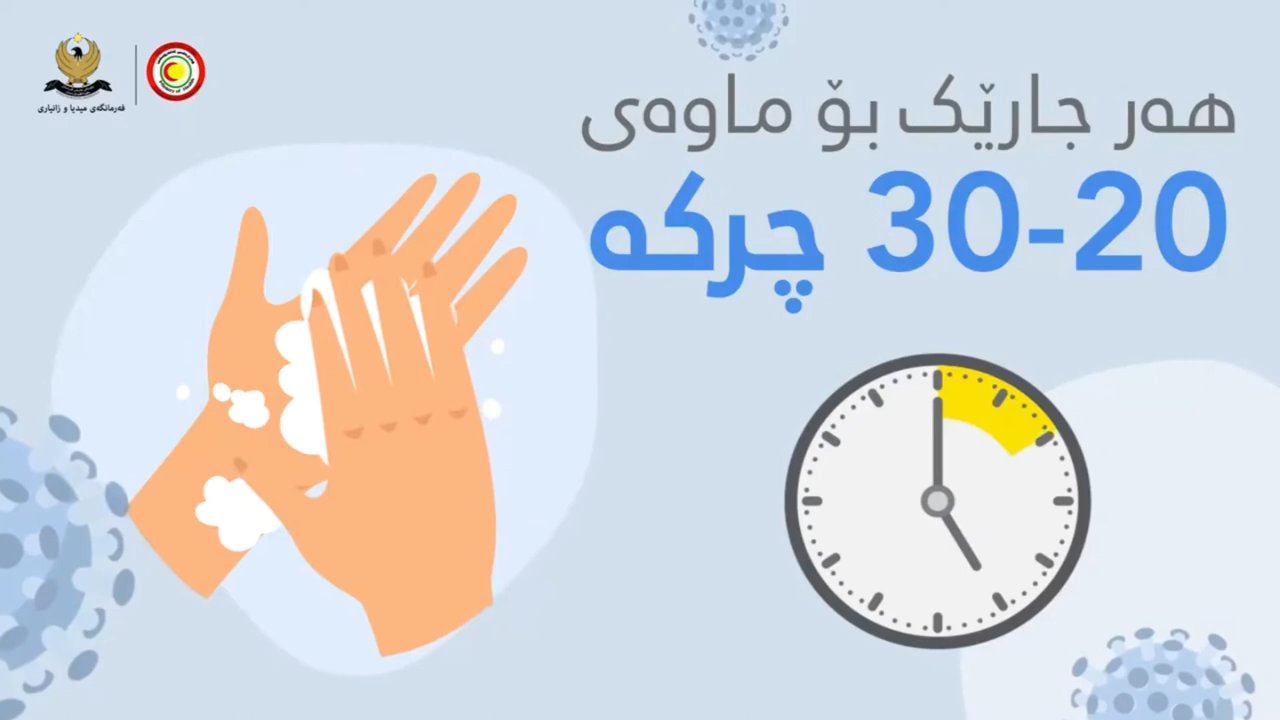 فەرمانگەی میدیا و زانیاری
هەر جارێک بۆ ماوەی
20-30 چرکە